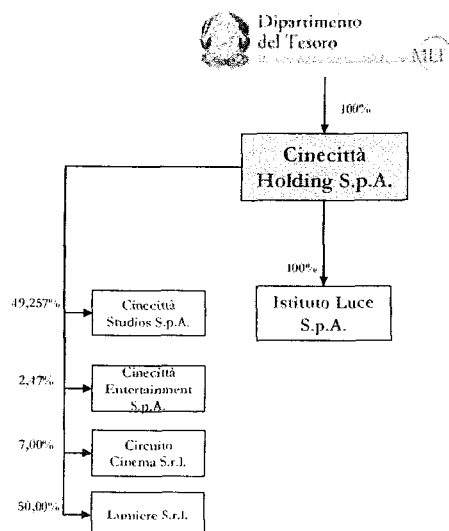 Dipartimento
del Tesoro
MEF
100%
Cinecittà
Holding S.p.A.
100%
Istituto Luce
S.p.A.
49,257%
Cinecittà
Studios S.p.A.
2,47%
Cinecittà
Entertainment
S.p.A.
7,00%
Circuito
Cinema S.r.l.
50,00%
Lumiere S.r.l.